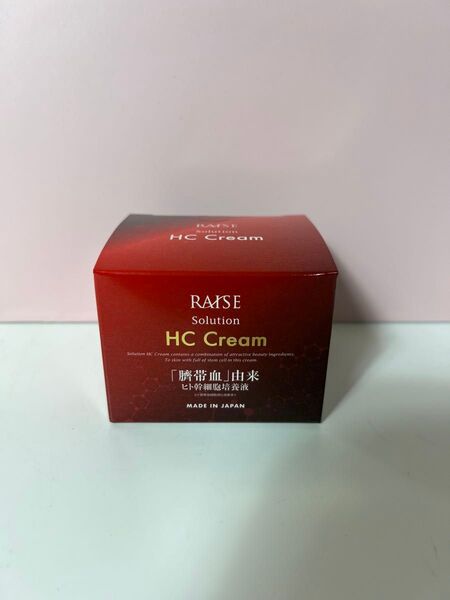 RAISE
Solution
HC Cream
RAISE
Solution
HC Cream
Solution HC Cream contains a combination of attractive beauty ingredients.
To skin with full of stem cell in this cream.
「臍帯血」由来
ヒト幹細胞培養液
MADE IN JAPAN